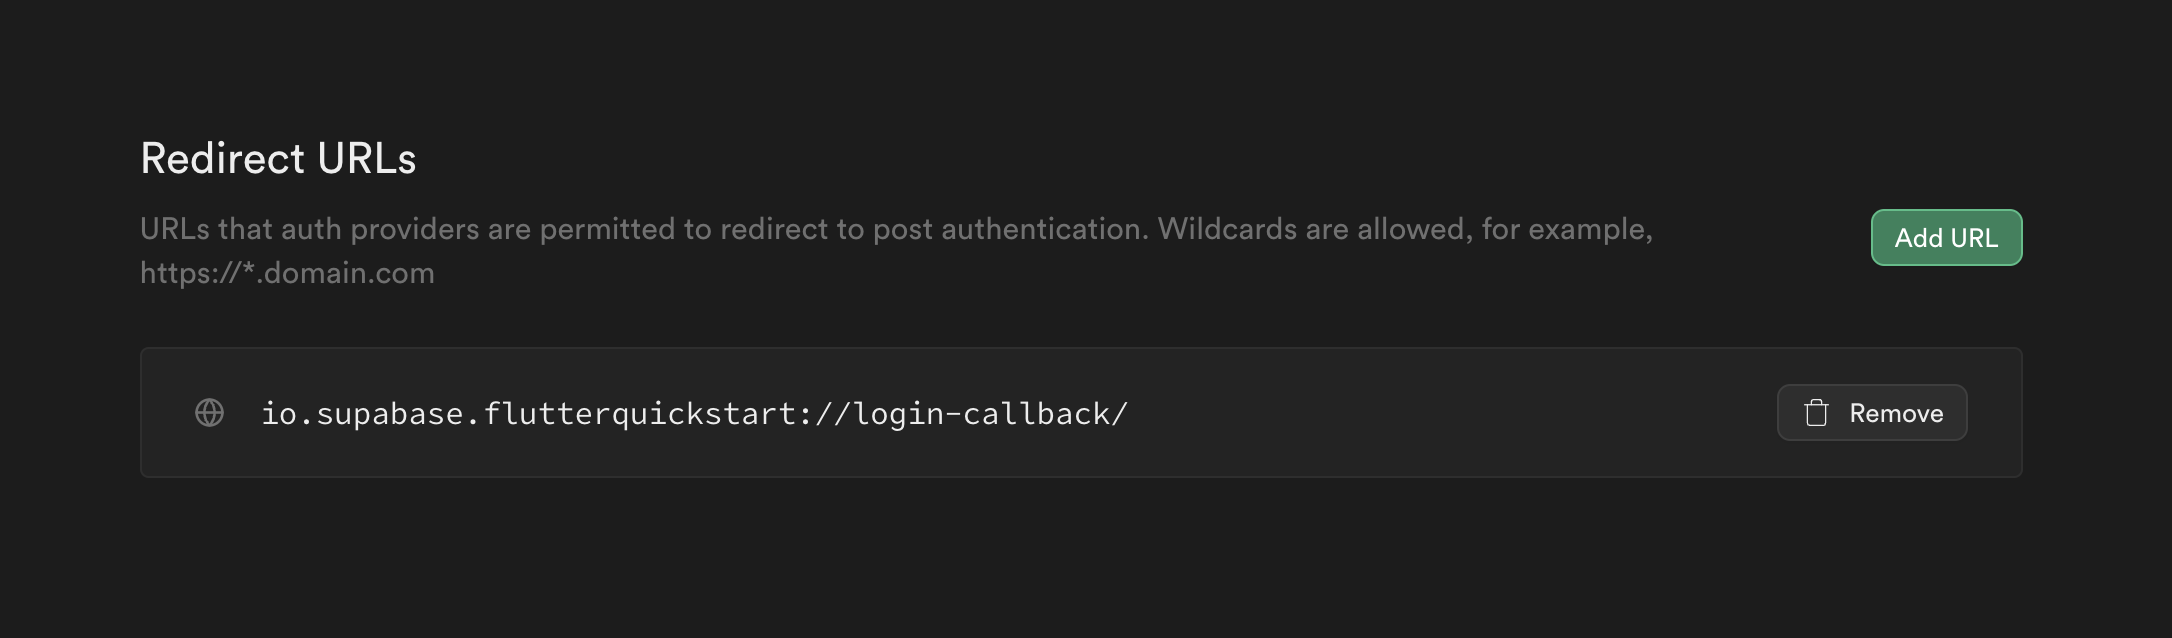 Redirect URLs
URLs that auth providers are permitted to redirect to post authentication. Wildcards are allowed, for example,
https://*.domain.com
Add URL
io.supabase.flutterquickstart://login-callback/
Remove